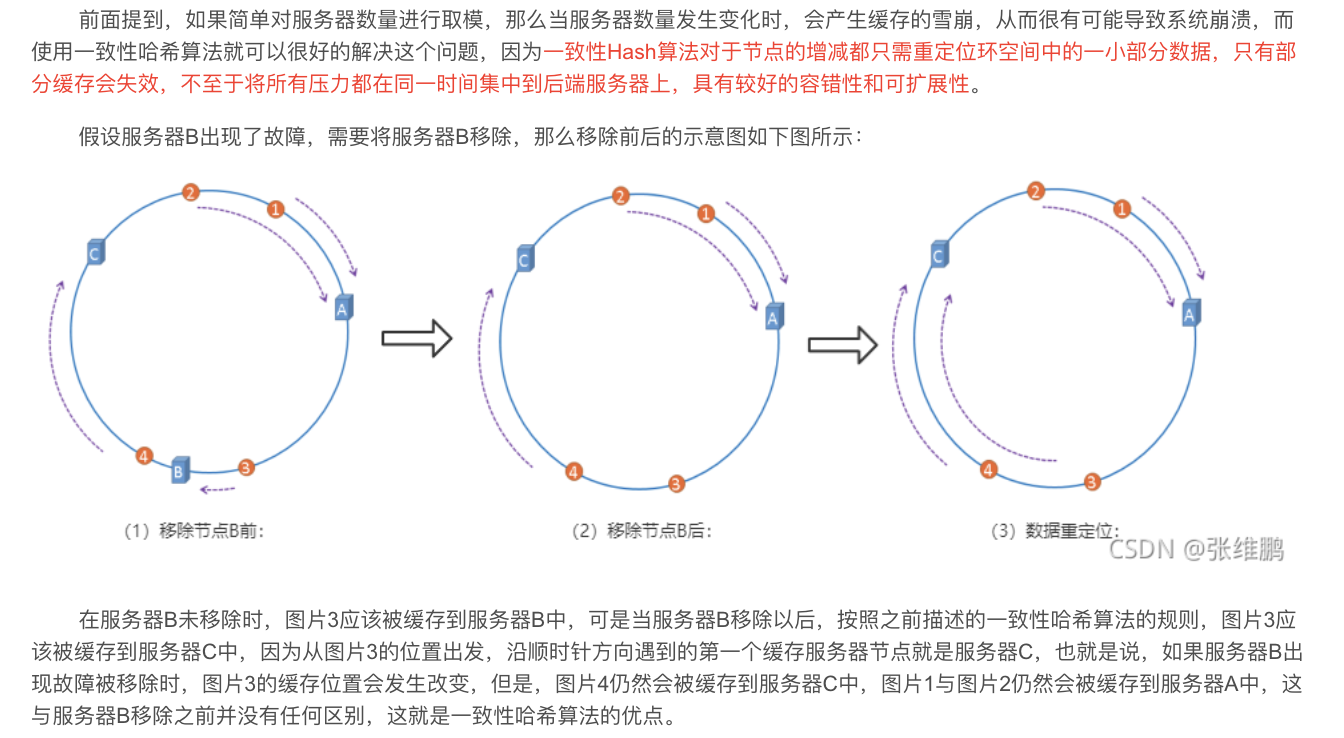 前面提到，如果简单对服务器数量进行取模，那么当服务器数量发生变化时，会产生缓存的雪崩，从而很有可能导致系统崩溃，而
使用一致性哈希算法就可以很好的解决这个问题，因为一致性Hash算法对于节点的增减都只需重定位环空间中的一小部分数据，只有部
分缓存会失效，不至于将所有压力都在同一时间集中到后端服务器上，具有较好的容错性和可扩展性。
假设服务器B出现了故障，需要将服务器B移除，那么移除前后的示意图如下图所示：
2
1
C
A
4
B
3
2
1
C
A
4
3
2
1
C
A
4
3
（1）移除节点B前：
（2）移除节点B后：
（3）数据重定位：
CSDN @张维鹏
在服务器B未移除时，图片3应该被缓存到服务器B中，可是当服务器B移除以后，按照之前描述的一致性哈希算法的规则，图片3应
该被缓存到服务器C中，因为从图片3的位置出发，沿顺时针方向遇到的第一个缓存服务器节点就是服务器C，也就是说，如果服务器B出
现故障被移除时，图片3的缓存位置会发生改变，但是，图片4仍然会被缓存到服务器C中，图片1与图片2仍然会被缓存到服务器A中，这
与服务器B移除之前并没有任何区别，这就是一致性哈希算法的优点。